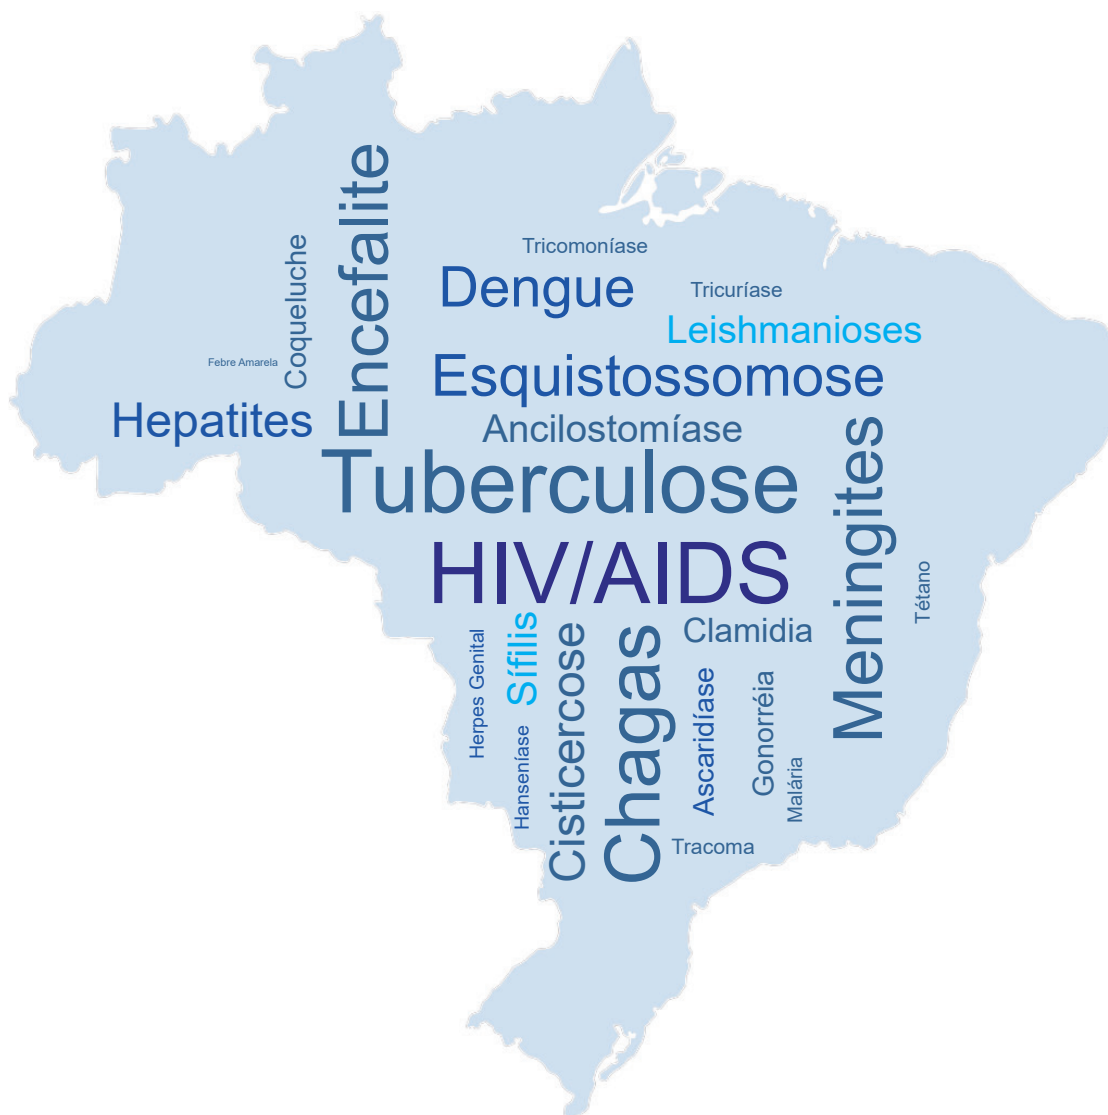 Tricomoníase
Dengue
Tricuríase
Leishmanioses
Encefalite
Coqueluche
Febre Amarela
Hepatites
Esquistossomose
Ancilostomíase
Tuberculose
HIV/AIDS
Meningites
Tétano
Clamidia
Herpes Genital
Sífilis
Hanseníase
Cisticercose
Chagas
Ascaridíase
Gonorréia
Malária
Tracoma